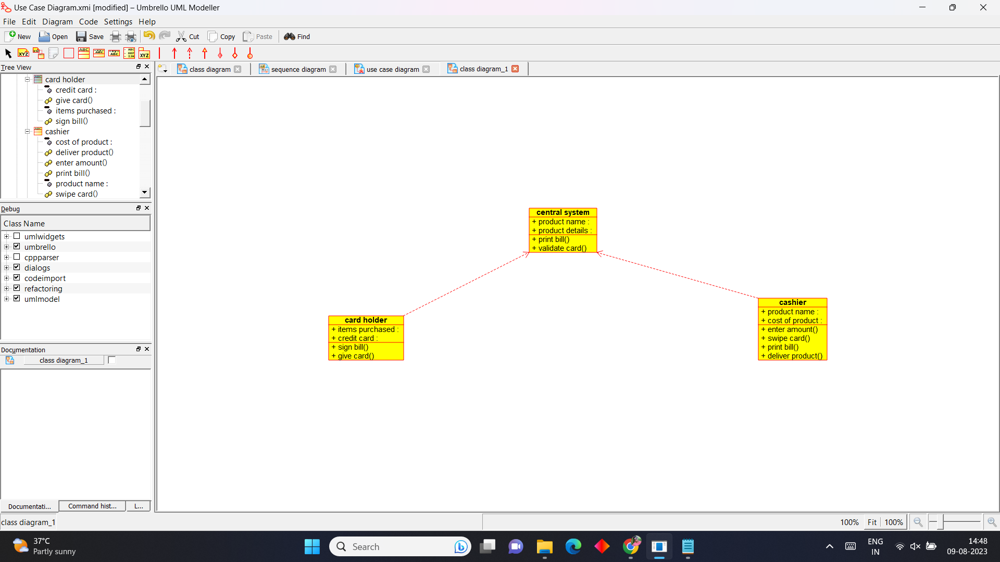 Use Case Diagram.xmi [modified] – Umbrello UML Modeller
File Edit Diagram Code Settings Help
New Open Save Cut Copy Paste Find
Tree View
class diagram sequence diagram use case diagram class diagram_1
card holder
credit card :
give card()
items purchased :
sign bill()
cashier
cost of product :
deliver product()
enter amount()
print bill()
product name :
swipe card()
Debug
Class Name
umlwidgets
umbrello
cppparser
dialogs
codeimport
refactoring
umlmodel
Documentation
class diagram_1
Documentati... Command hist... L...
central system
+ product name :
+ product details :
+ print bill()
+ validate card()
card holder
+ items purchased :
+ credit card :
+ sign bill()
+ give card()
cashier
+ product name :
+ cost of product :
+ enter amount()
+ swipe card()
+ print bill()
+ deliver product()
class diagram_1
100% Fit 100%
37°C
Partly sunny
Search
ENG
IN
14:48
09-08-2023